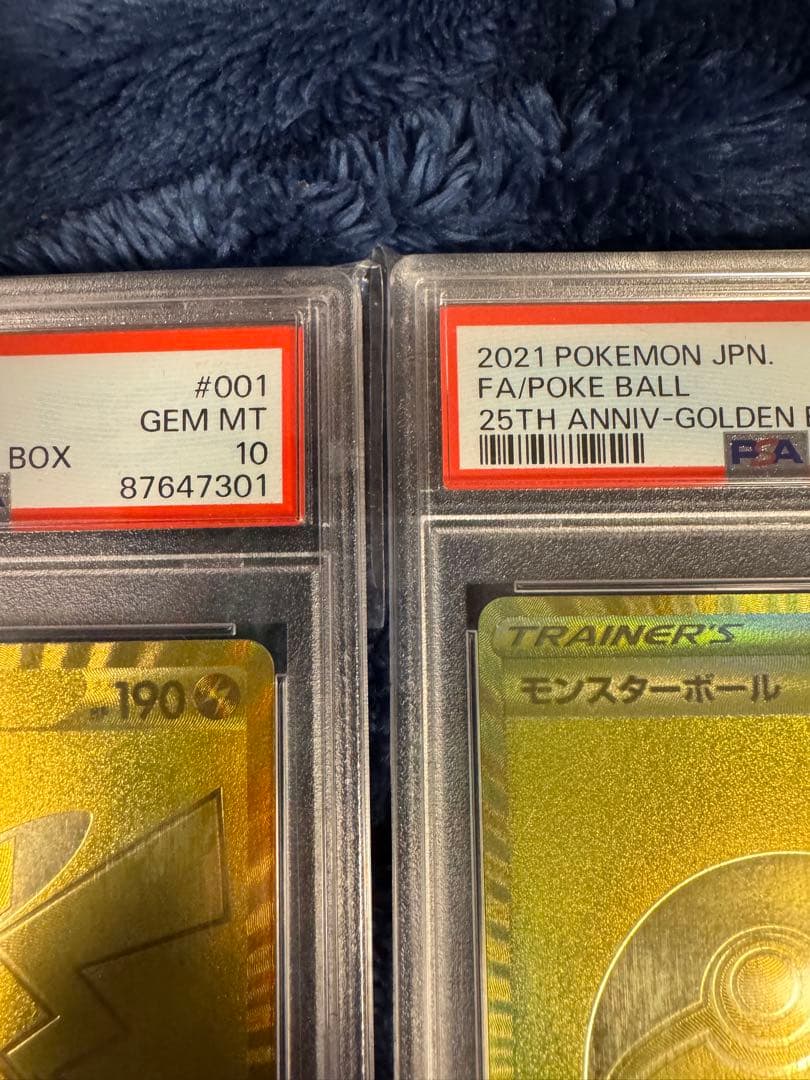 #001
GEM MT
BOX 10
87647301
2021 POKEMON JPN.
FA/POKE BALL
25TH ANNIV-GOLDEN
PSA
190
TRAINER'S
モンスターボール